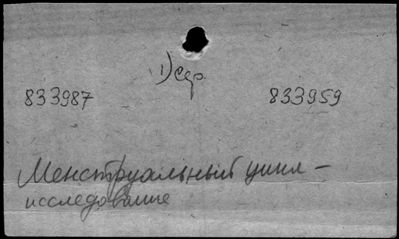 1) сер.
833987 833959
Менструальный цикл –
исследование